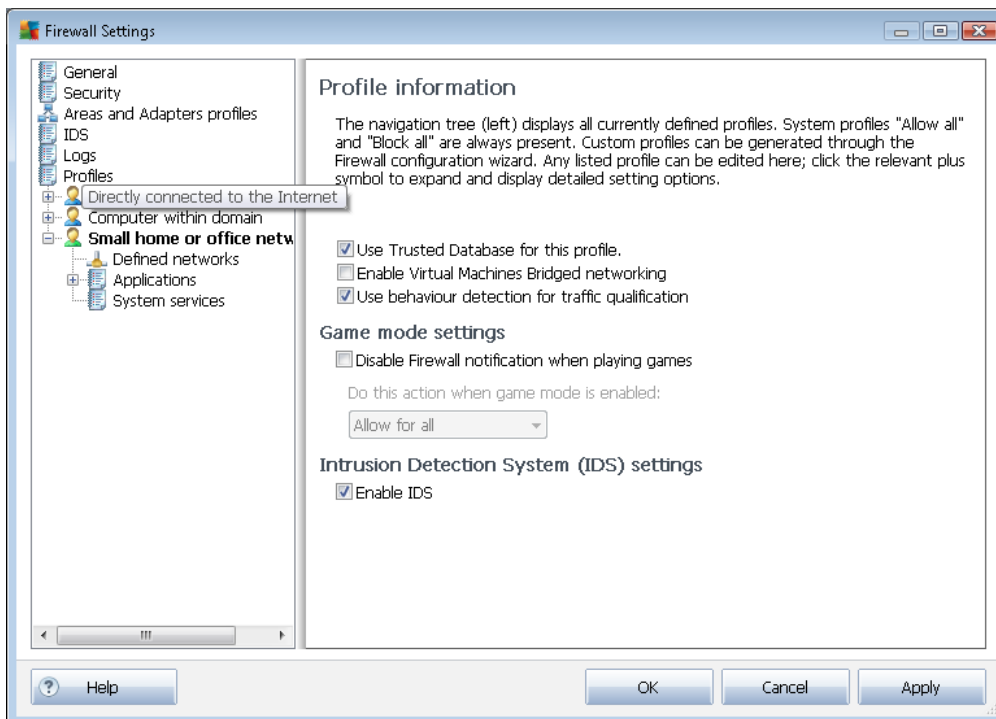 Firewall Settings
General
Security
Areas and Adapters profiles
IDS
Logs
Profiles
Directly connected to the Internet
Computer within domain
Small home or office netw
Defined networks
Applications
System services
Profile information
The navigation tree (left) displays all currently defined profiles. System profiles "Allow all"
and "Block all" are always present. Custom profiles can be generated through the
Firewall configuration wizard. Any listed profile can be edited here; click the relevant plus
symbol to expand and display detailed setting options.
Use Trusted Database for this profile.
Enable Virtual Machines Bridged networking
Use behaviour detection for traffic qualification
Game mode settings
Disable Firewall notification when playing games
Do this action when game mode is enabled:
Allow for all
Intrusion Detection System (IDS) settings
Enable IDS
Help
OK
Cancel
Apply